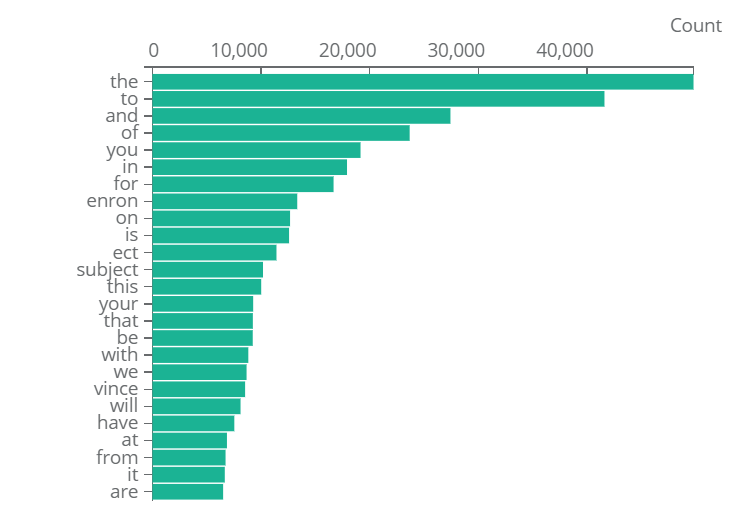 Count
0 10,000 20,000 30,000 40,000
the
to
and
of
you
in
for
enron
on
is
ect
subject
this
your
that
be
with
we
vince
will
have
at
from
it
are